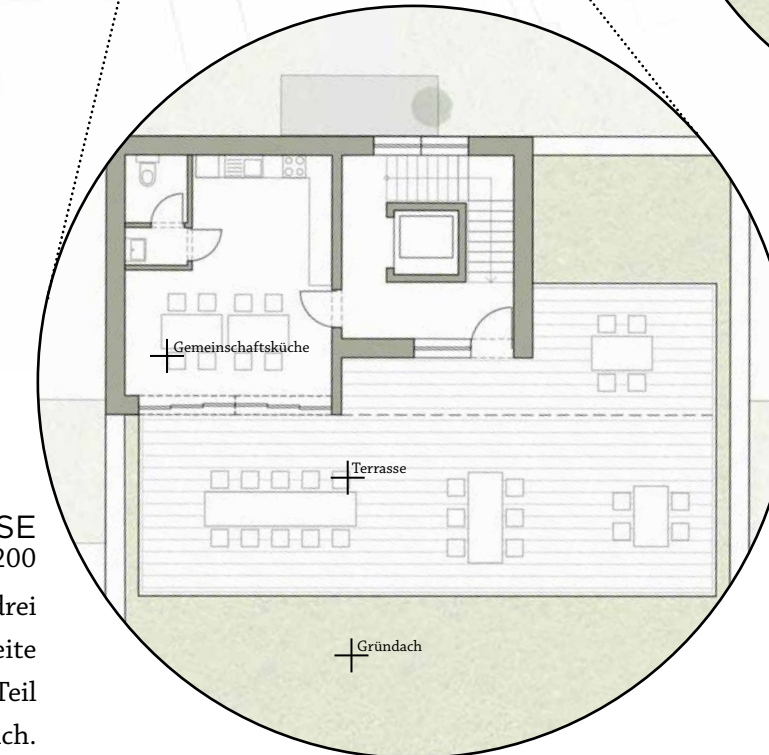 Gemeinschaftsküche
Terrasse
SE
200
drei
eite
Teil
ch.
Gründach